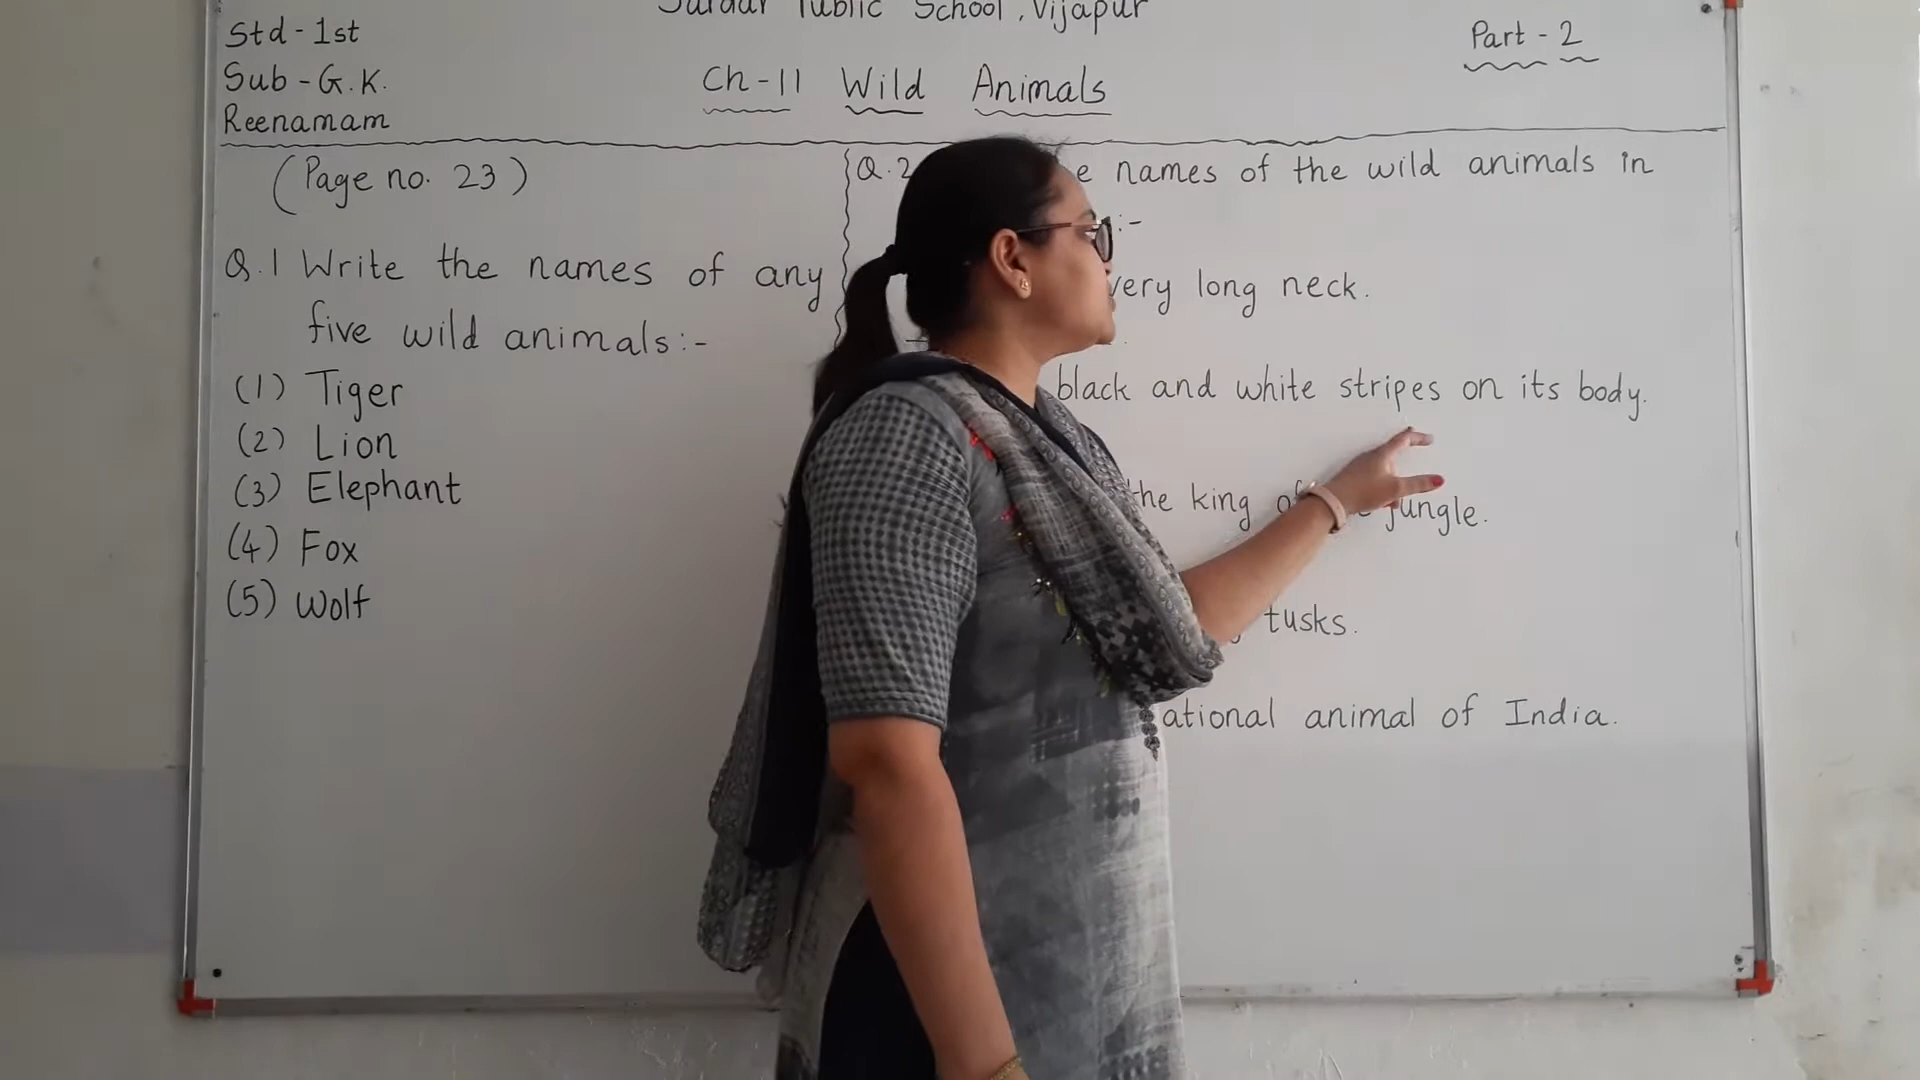 Sardar Public School, Vijapur
Std-1st
Sub-G.K.
Reenamam
Ch-11 Wild Animals
Part-2
(Page no. 23)
Q.1 Write the names of any
five wild animals:-
(1) Tiger
(2) Lion
(3) Elephant
(4) Fox
(5) Wolf
Q.2 names of the wild animals in
:-
very long neck.
black and white stripes on its body.
the king of jungle.
tusks.
ational animal of India.